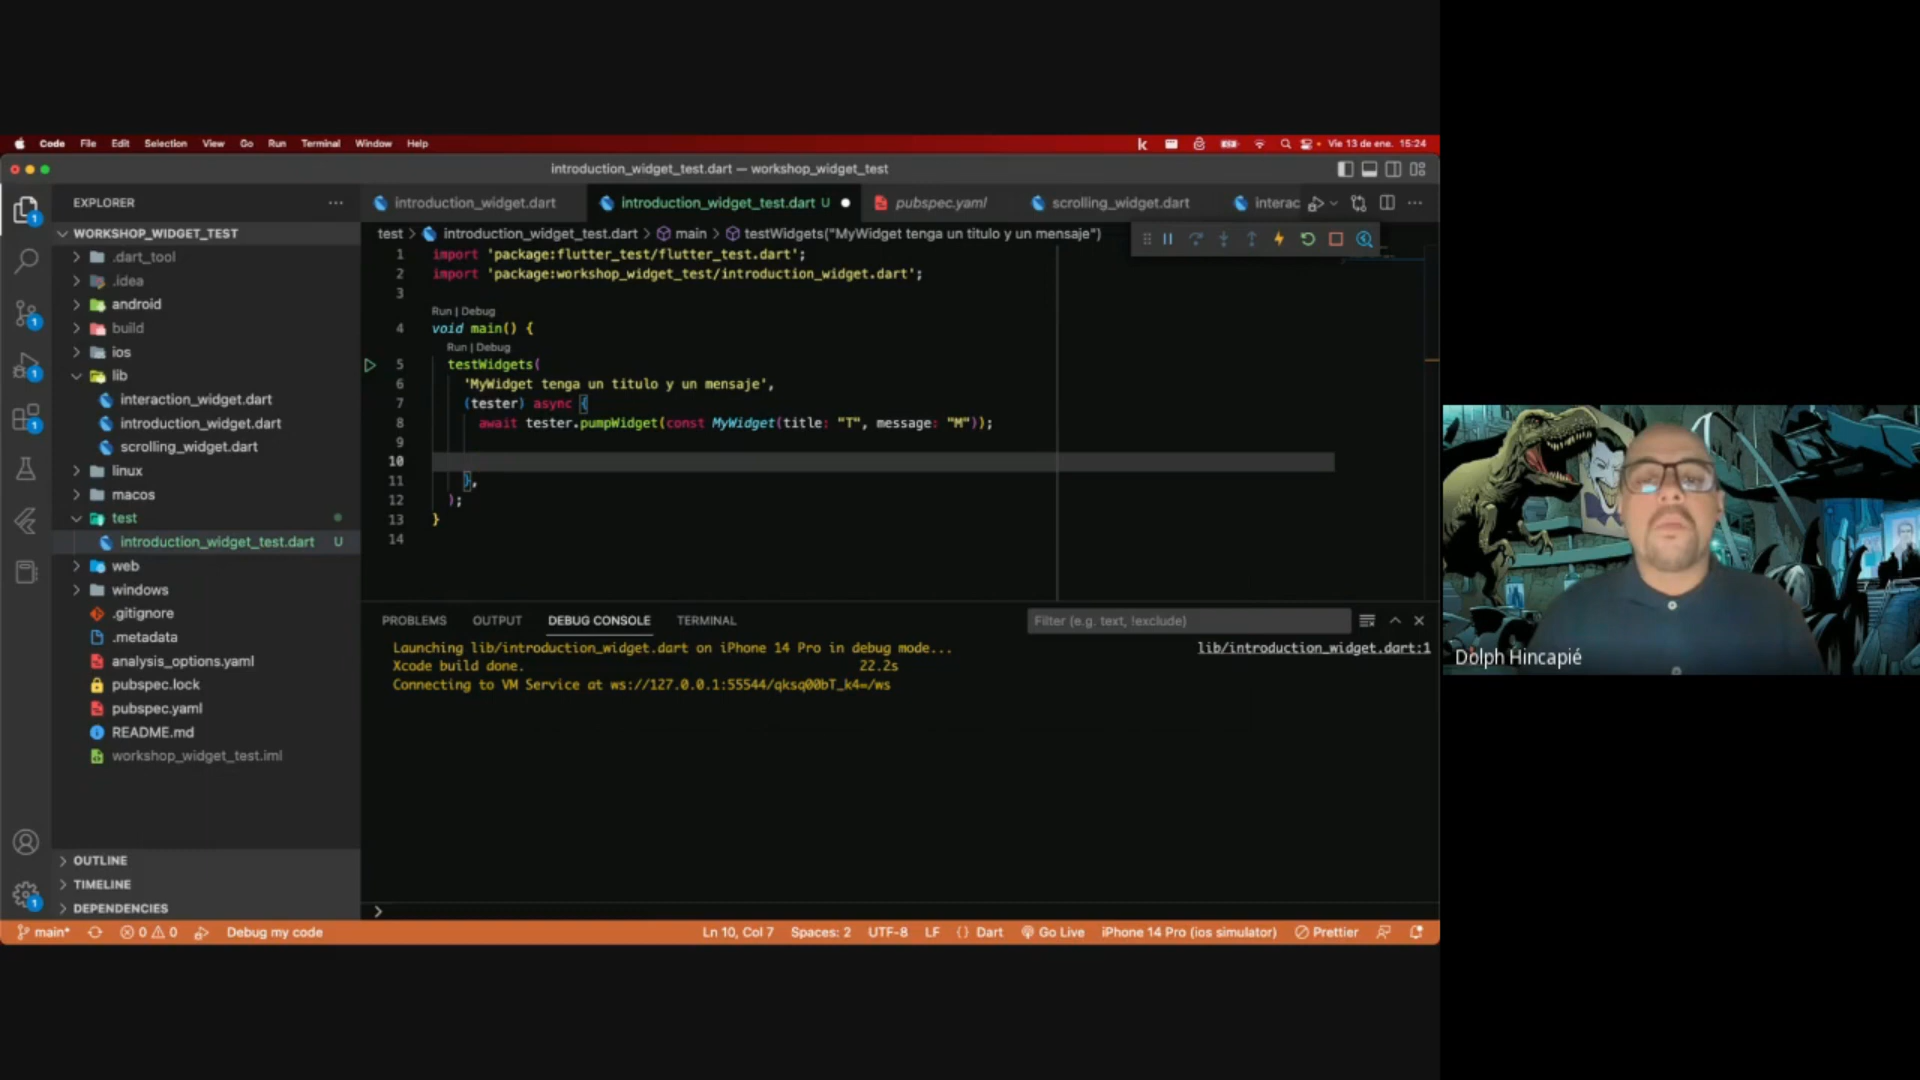 Code File Edit Selection View Go Run Terminal Window Help
Vie 13 de ene. 15:24
introduction_widget_test.dart — workshop_widget_test
EXPLORER
introduction_widget.dart
introduction_widget_test.dart U
pubspec.yaml
scrolling_widget.dart
interac
WORKSHOP_WIDGET_TEST
.dart_tool
.idea
android
build
ios
lib
interaction_widget.dart
introduction_widget.dart
scrolling_widget.dart
linux
macos
test
introduction_widget_test.dart U
web
windows
.gitignore
.metadata
analysis_options.yaml
pubspec.lock
pubspec.yaml
README.md
workshop_widget_test.iml
OUTLINE
TIMELINE
DEPENDENCIES
test > introduction_widget_test.dart > main > testWidgets("MyWidget tenga un titulo y un mensaje")
1 import 'package:flutter_test/flutter_test.dart';
2 import 'package:workshop_widget_test/introduction_widget.dart';
3
Run | Debug
4 void main() {
Run | Debug
5 testWidgets(
6 'MyWidget tenga un titulo y un mensaje',
7 (tester) async {
8 await tester.pumpWidget(const MyWidget(title: "T", message: "M"));
9
10
11 },
12 );
13 }
14
PROBLEMS OUTPUT DEBUG CONSOLE TERMINAL
Filter (e.g. text, !exclude)
Launching lib/introduction_widget.dart on iPhone 14 Pro in debug mode...
lib/introduction_widget.dart:1
Xcode build done. 22.2s
Connecting to VM Service at ws://127.0.0.1:55544/qksq00bT_k4=/ws
main* 0 0 Debug my code
Ln 10, Col 7 Spaces: 2 UTF-8 LF {} Dart Go Live iPhone 14 Pro (ios simulator) Prettier
Dolph Hincapié